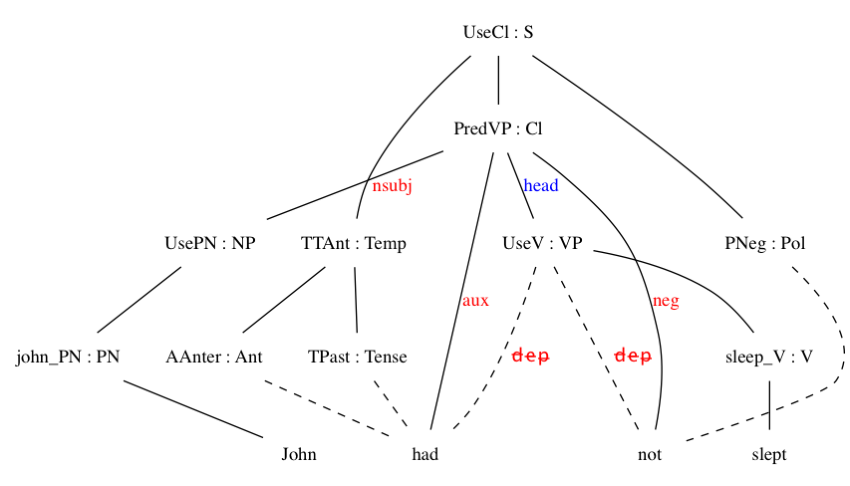 UseCl : S
PredVP : Cl
nsubj head
UsePN : NP TTAnt : Temp UseV : VP PNeg : Pol
aux neg
john_PN : PN AAnter : Ant TPast : Tense dep dep sleep_V : V
John had not slept